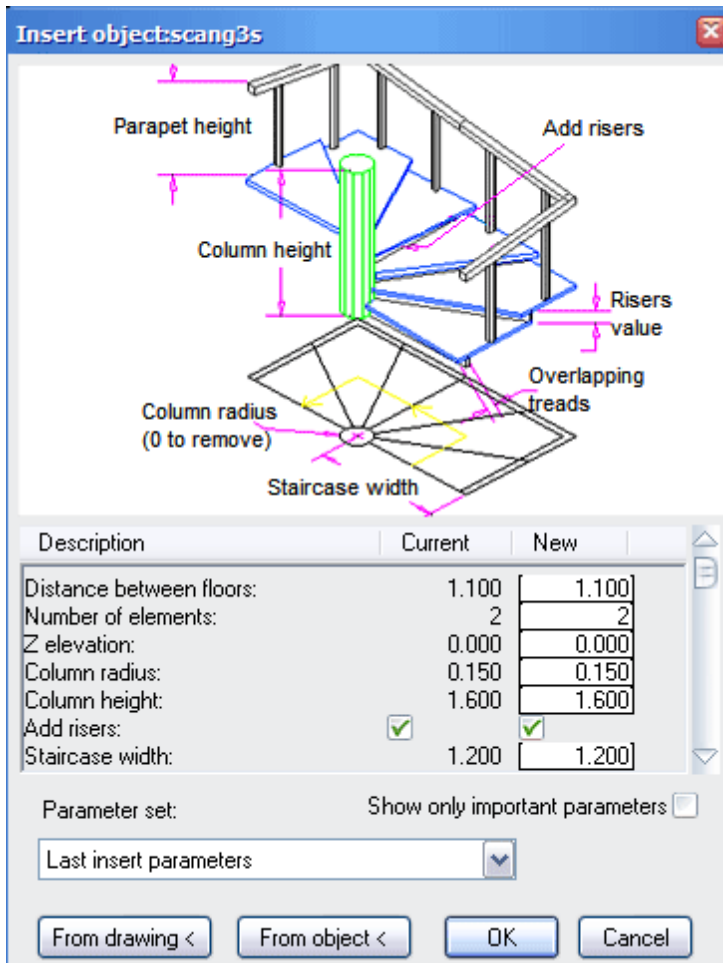 Insert object:scang3s
Parapet height
Add risers
Column height
Risers
value
Overlapping
treads
Column radius
(0 to remove)
Staircase width
Description Current New
Distance between floors: 1.100 1.100
Number of elements: 2 2
Z elevation: 0.000 0.000
Column radius: 0.150 0.150
Column height: 1.600 1.600
Add risers:
Staircase width: 1.200 1.200
Parameter set: Show only important parameters
Last insert parameters
From drawing < From object < OK Cancel